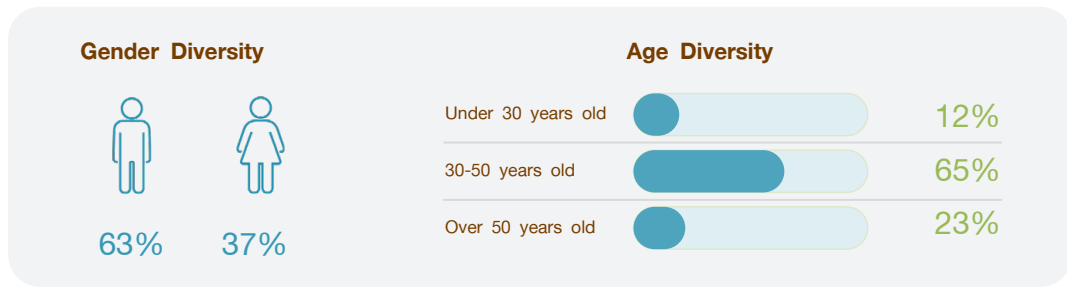 Gender Diversity
63% 37%
Age Diversity
Under 30 years old 12%
30-50 years old 65%
Over 50 years old 23%